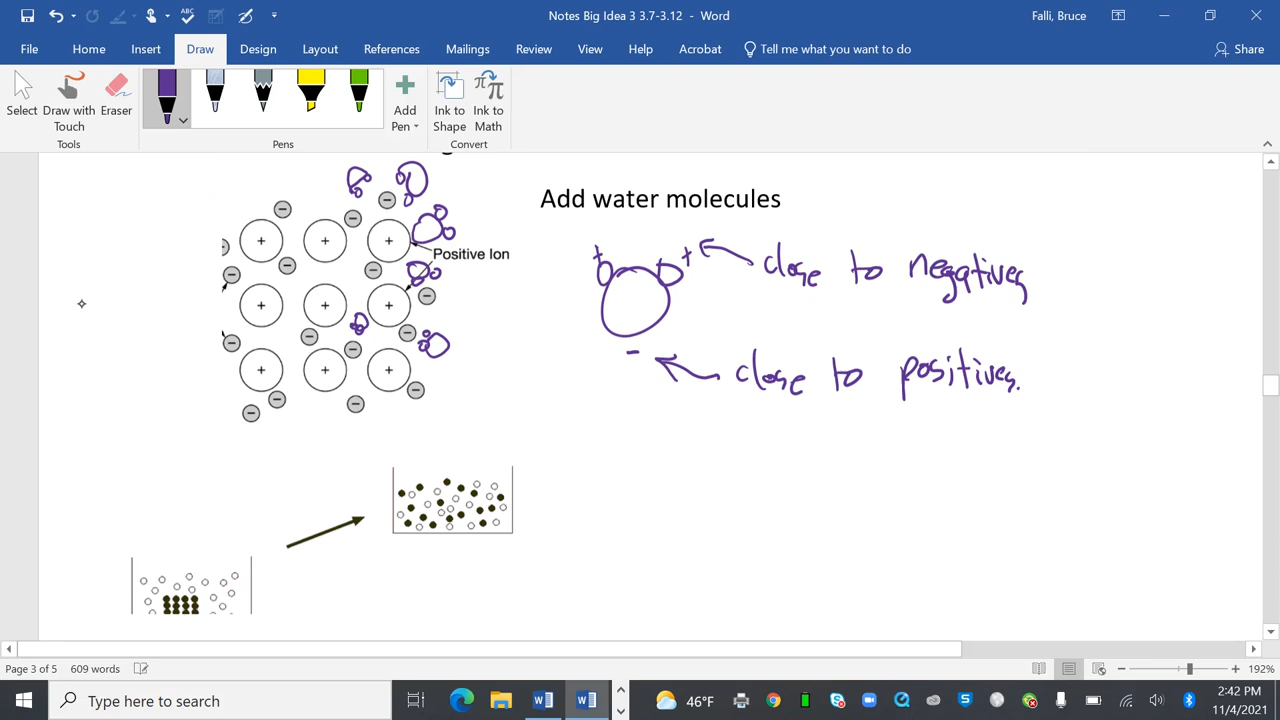 Notes Big Idea 3 3.7-3.12 - Word
Falli, Bruce
File Home Insert Draw Design Layout References Mailings Review View Help Acrobat Tell me what you want to do Share
Select
Draw with Touch
Eraser
Add Pen
Ink to Shape
Ink to Math
Tools
Pens
Convert
Add water molecules
Positive Ion
+ + close to negatives
- close to positives.
Page 3 of 5 609 words 192%
Type here to search
46°F
2:42 PM
11/4/2021